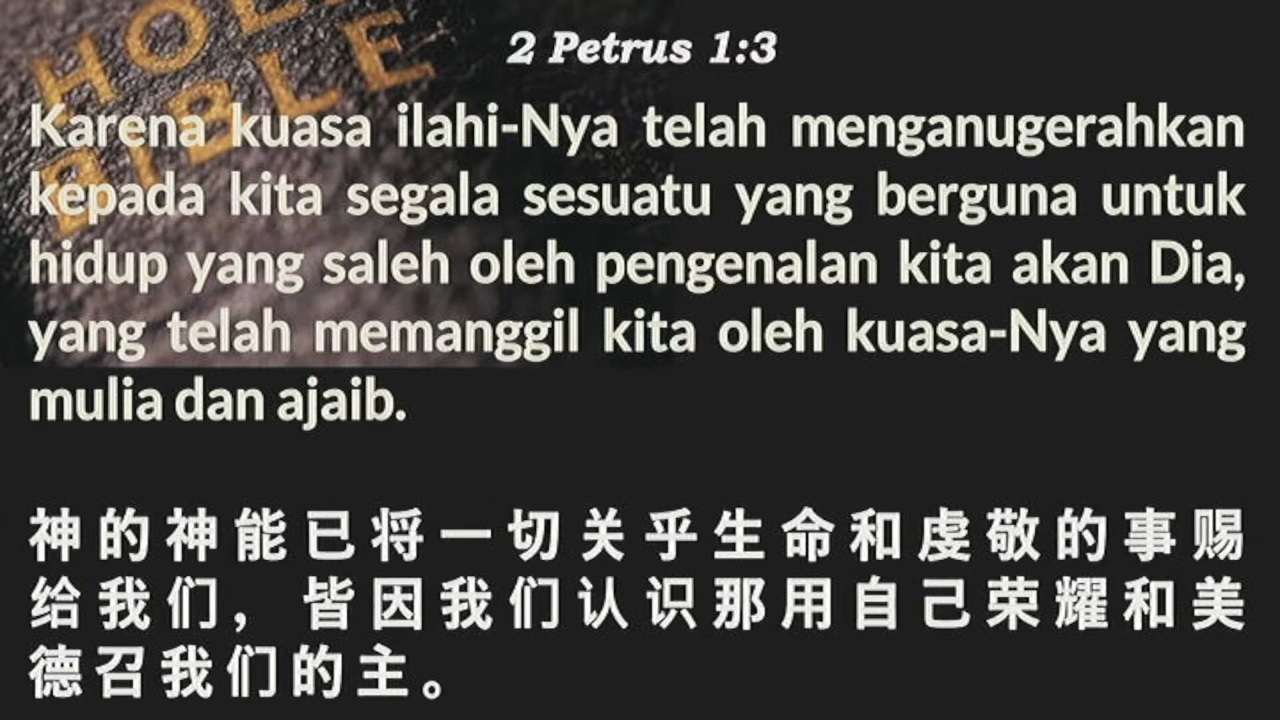 HOLY
BIBLE
2 Petrus 1:3
Karena kuasa ilahi-Nya telah menganugerahkan
kepada kita segala sesuatu yang berguna untuk
hidup yang saleh oleh pengenalan kita akan Dia,
yang telah memanggil kita oleh kuasa-Nya yang
mulia dan ajaib.
神的神能已将一切关乎生命和虔敬的事赐
给我们，皆因我们认识那用自己荣耀和美
德召我们的主。